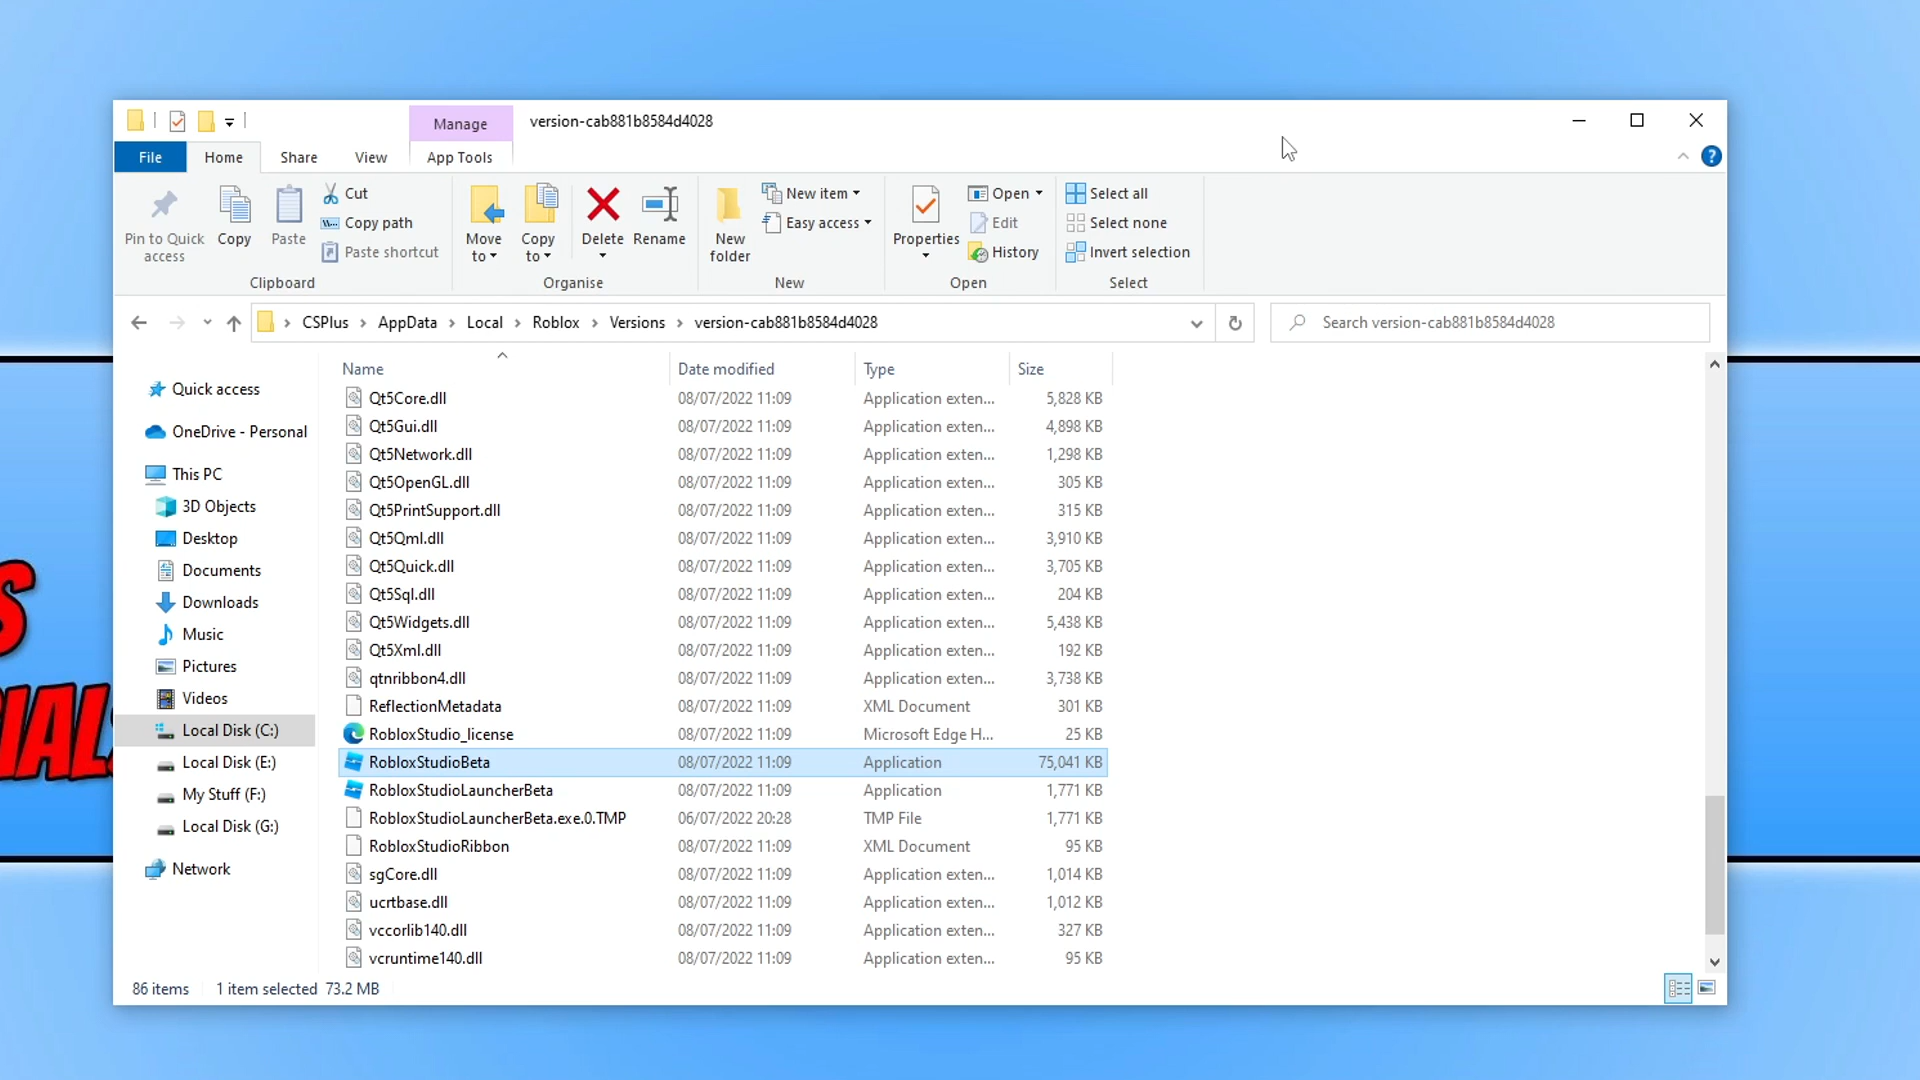 Manage
version-cab881b8584d4028
File Home Share View App Tools
Pin to Quick access
Copy
Paste
Cut
Copy path
Paste shortcut
Clipboard
Move to
Copy to
Delete
Rename
Organise
New folder
New item
Easy access
New
Properties
Open
Edit
History
Open
Select all
Select none
Invert selection
Select
CSPlus AppData Local Roblox Versions version-cab881b8584d4028
Search version-cab881b8584d4028
Quick access
OneDrive - Personal
This PC
3D Objects
Desktop
Documents
Downloads
Music
Pictures
Videos
Local Disk (C:)
Local Disk (E:)
My Stuff (F:)
Local Disk (G:)
Network
Name Date modified Type Size
Qt5Core.dll 08/07/2022 11:09 Application exten... 5,828 KB
Qt5Gui.dll 08/07/2022 11:09 Application exten... 4,898 KB
Qt5Network.dll 08/07/2022 11:09 Application exten... 1,298 KB
Qt5OpenGL.dll 08/07/2022 11:09 Application exten... 305 KB
Qt5PrintSupport.dll 08/07/2022 11:09 Application exten... 315 KB
Qt5Qml.dll 08/07/2022 11:09 Application exten... 3,910 KB
Qt5Quick.dll 08/07/2022 11:09 Application exten... 3,705 KB
Qt5Sql.dll 08/07/2022 11:09 Application exten... 204 KB
Qt5Widgets.dll 08/07/2022 11:09 Application exten... 5,438 KB
Qt5Xml.dll 08/07/2022 11:09 Application exten... 192 KB
qtnribbon4.dll 08/07/2022 11:09 Application exten... 3,738 KB
ReflectionMetadata 08/07/2022 11:09 XML Document 301 KB
RobloxStudio_license 08/07/2022 11:09 Microsoft Edge H... 25 KB
RobloxStudioBeta 08/07/2022 11:09 Application 75,041 KB
RobloxStudioLauncherBeta 08/07/2022 11:09 Application 1,771 KB
RobloxStudioLauncherBeta.exe.0.TMP 06/07/2022 20:28 TMP File 1,771 KB
RobloxStudioRibbon 08/07/2022 11:09 XML Document 95 KB
sgCore.dll 08/07/2022 11:09 Application exten... 1,014 KB
ucrtbase.dll 08/07/2022 11:09 Application exten... 1,012 KB
vccorlib140.dll 08/07/2022 11:09 Application exten... 327 KB
vcruntime140.dll 08/07/2022 11:09 Application exten... 95 KB
86 items 1 item selected 73.2 MB